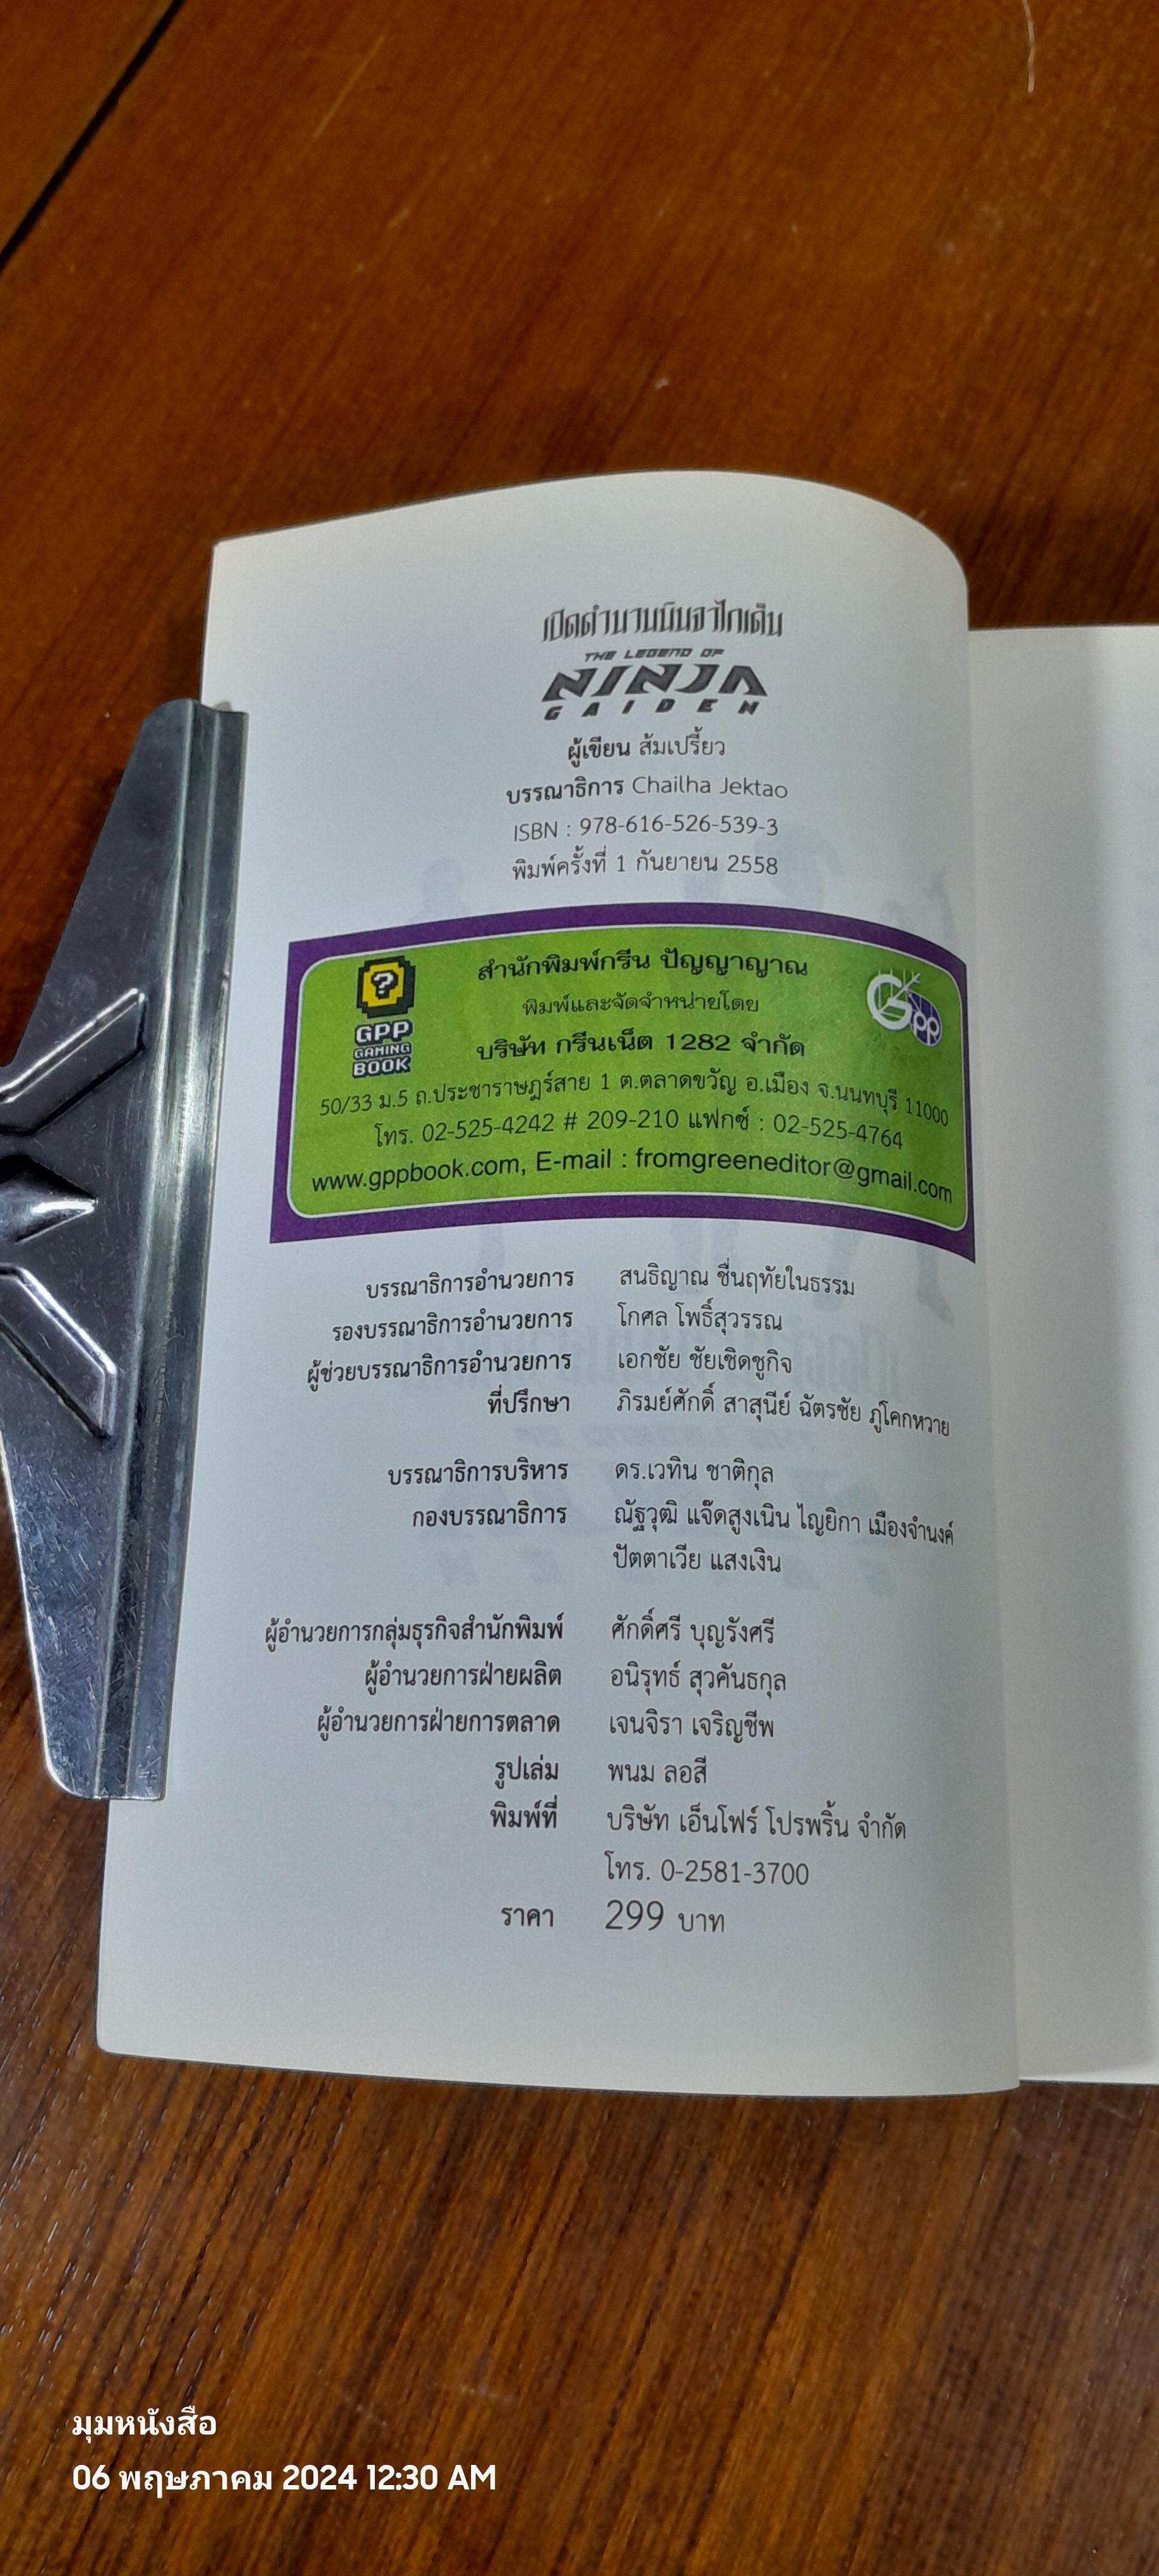 เปิดตำนานนินจาไกเด็น
THE LEGEND OF
NINJA
GAIDEN
ผู้เขียน ส้มเปรี้ยว
บรรณาธิการ Chailha Jektao
ISBN : 978-616-526-539-3
พิมพ์ครั้งที่ 1 กันยายน 2558
?
GPP
GAMING
BOOK
Gpp
สำนักพิมพ์กรีน ปัญญาญาณ
พิมพ์และจัดจำหน่ายโดย
บริษัท กรีนเน็ต 1282 จำกัด
50/33 ม.5 ถ.ประชาราษฎร์สาย 1 ต.ตลาดขวัญ อ.เมือง จ.นนทบุรี 11000
โทร. 02-525-4242 # 209-210 แฟกซ์ : 02-525-4764
www.gppbook.com, E-mail : fromgreeneditor@gmail.com
บรรณาธิการอำนวยการ สนธิญาณ ชื่นฤทัยในธรรม
รองบรรณาธิการอำนวยการ โกศล โพธิ์สุวรรณ
ผู้ช่วยบรรณาธิการอำนวยการ เอกชัย ชัยเชิดชูกิจ
ที่ปรึกษา ภิรมย์ศักดิ์ สาสุนีย์ ฉัตรชัย ภู่โคกหวาย
บรรณาธิการบริหาร ดร.เวทิน ชาติกุล
กองบรรณาธิการ ณัฐวุฒิ แจ๊ดสูงเนิน ไญยิกา เมืองจำนงค์
ปัตตาเวีย แสงเงิน
ผู้อำนวยการกลุ่มธุรกิจสำนักพิมพ์ ศักดิ์ศรี บุญรังศรี
ผู้อำนวยการฝ่ายผลิต อนิรุทธ์ สุวคันธกุล
ผู้อำนวยการฝ่ายการตลาด เจนจิรา เจริญชีพ
รูปเล่ม พนม ลอสี
พิมพ์ที่ บริษัท เอ็นโฟร์ โปรพริ้น จำกัด
โทร. 0-2581-3700
ราคา 299 บาท
มุมหนังสือ
06 พฤษภาคม 2024 12:30 AM